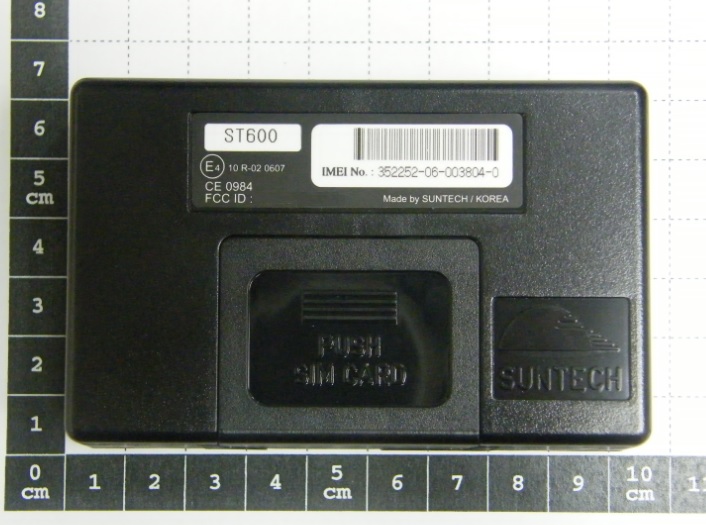 8
7
6
5
cm
4
3
2
1
0
cm
1
2
3
4
5
cm
6
7
8
9
10
cm
11
ST600
E4 10 R-02 0607
CE 0984
FCC ID :
IMEI No. : 352252-06-003804-0
Made by SUNTECH / KOREA
PUSH
SIM CARD
SUNTECH